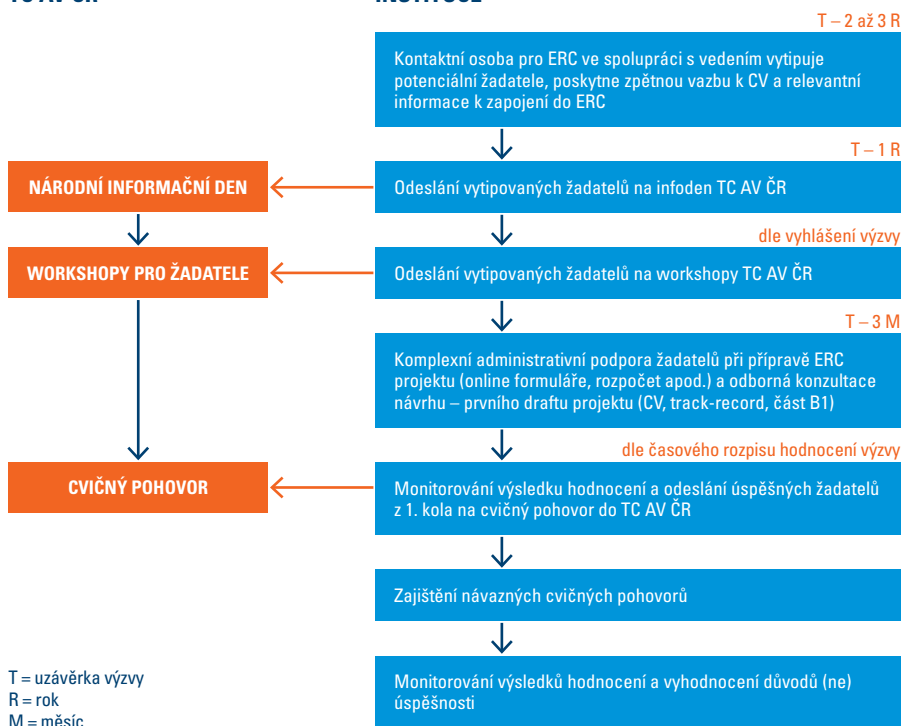 T – 2 až 3 R
Kontaktní osoba pro ERC ve spolupráci s vedením vytipuje
potenciální žadatele, poskytne zpětnou vazbu k CV a relevantní
informace k zapojení do ERC
T – 1 R
NÁRODNÍ INFORMAČNÍ DEN
Odeslání vytipovaných žadatelů na infoden TC AV ČR
dle vyhlášení výzvy
WORKSHOPY PRO ŽADATELE
Odeslání vytipovaných žadatelů na workshopy TC AV ČR
T – 3 M
Komplexní administrativní podpora žadatelů při přípravě ERC
projektu (online formuláře, rozpočet apod.) a odborná konzultace
návrhu – prvního draftu projektu (CV, track-record, část B1)
dle časového rozpisu hodnocení výzvy
CVIČNÝ POHOVOR
Monitorování výsledku hodnocení a odeslání úspěšných žadatelů
z 1. kola na cvičný pohovor do TC AV ČR
Zajištění návazných cvičných pohovorů
Monitorování výsledků hodnocení a vyhodnocení důvodů (ne)
úspěšnosti
T = uzávěrka výzvy
R = rok
M = měsíc